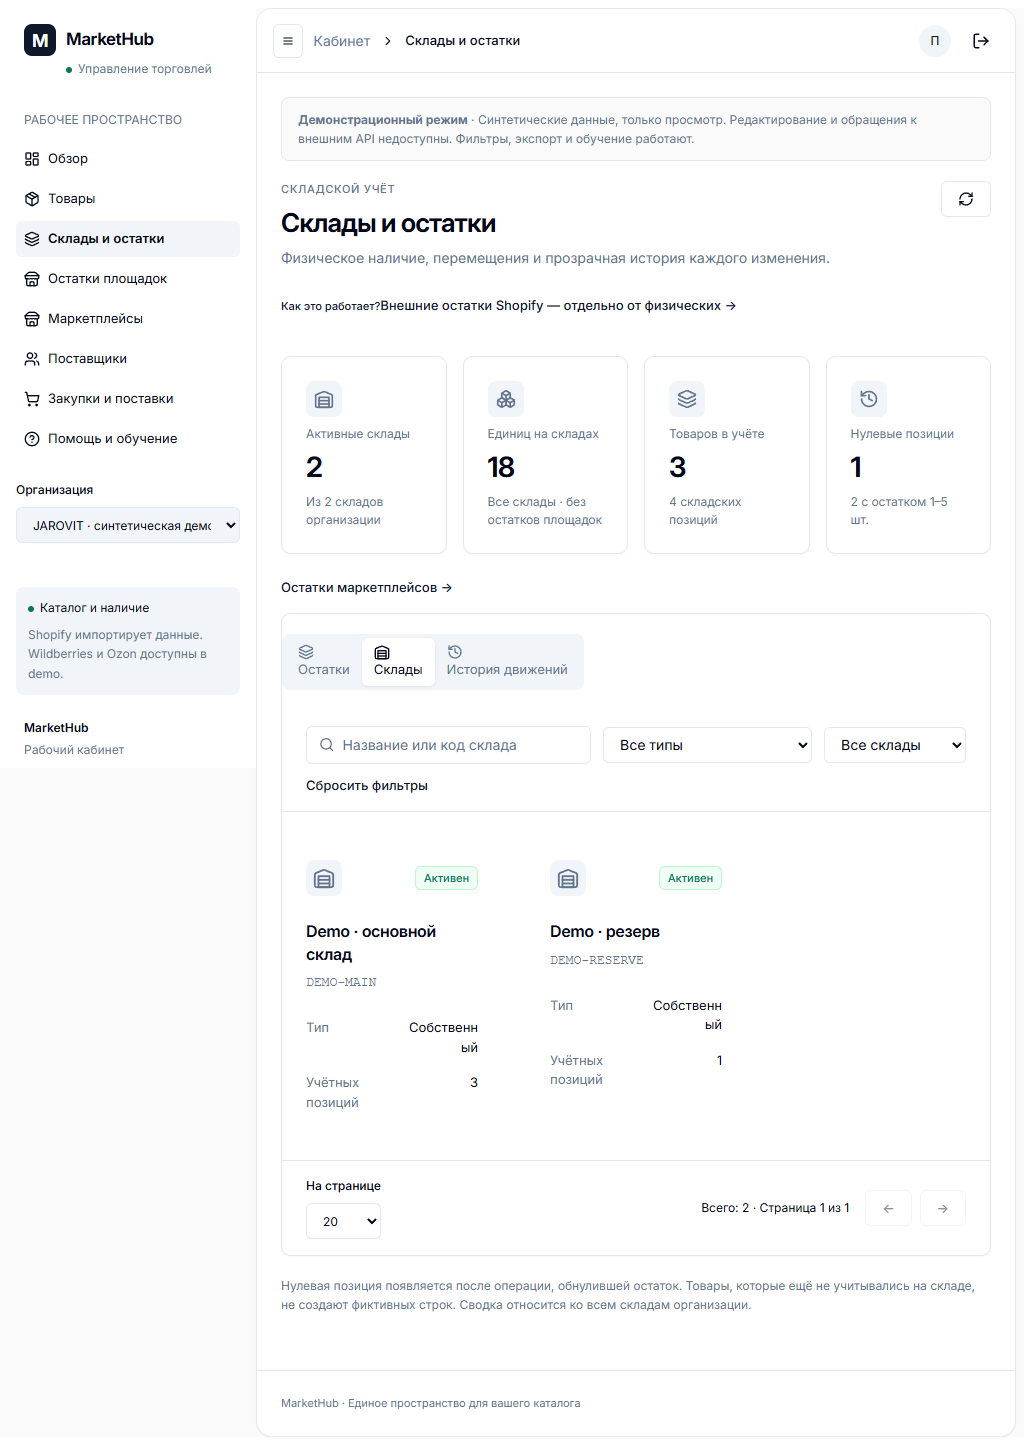 M MarketHub
Управление торговлей
РАБОЧЕЕ ПРОСТРАНСТВО
Обзор
Товары
Склады и остатки
Остатки площадок
Маркетплейсы
Поставщики
Закупки и поставки
Помощь и обучение
Организация
JAROVIT · синтетическая демо
Каталог и наличие
Shopify импортирует данные.
Wildberries и Ozon доступны в
demo.
MarketHub
Рабочий кабинет
Кабинет > Склады и остатки
П
Демонстрационный режим · Синтетические данные, только просмотр. Редактирование и обращения к
внешним API недоступны. Фильтры, экспорт и обучение работают.
СКЛАДСКОЙ УЧЁТ
Склады и остатки
Физическое наличие, перемещения и прозрачная история каждого изменения.
Как это работает?Внешние остатки Shopify — отдельно от физических →
Активные склады
2
Из 2 складов
организации
Единиц на складах
18
Все склады · без
остатков площадок
Товаров в учёте
3
4 складских
позиций
Нулевые позиции
1
2 с остатком 1–5
шт.
Остатки маркетплейсов →
Остатки
Склады
История движений
Название или код склада
Все типы
Все склады
Сбросить фильтры
Активен
Demo · основной
склад
DEMO-MAIN
Тип
Собственн
ый
Учётных
позиций
3
Активен
Demo · резерв
DEMO-RESERVE
Тип
Собственн
ый
Учётных
позиций
1
На странице
20
Всего: 2 · Страница 1 из 1
←
→
Нулевая позиция появляется после операции, обнулившей остаток. Товары, которые ещё не учитывались на складе,
не создают фиктивных строк. Сводка относится ко всем складам организации.
MarketHub · Единое пространство для вашего каталога